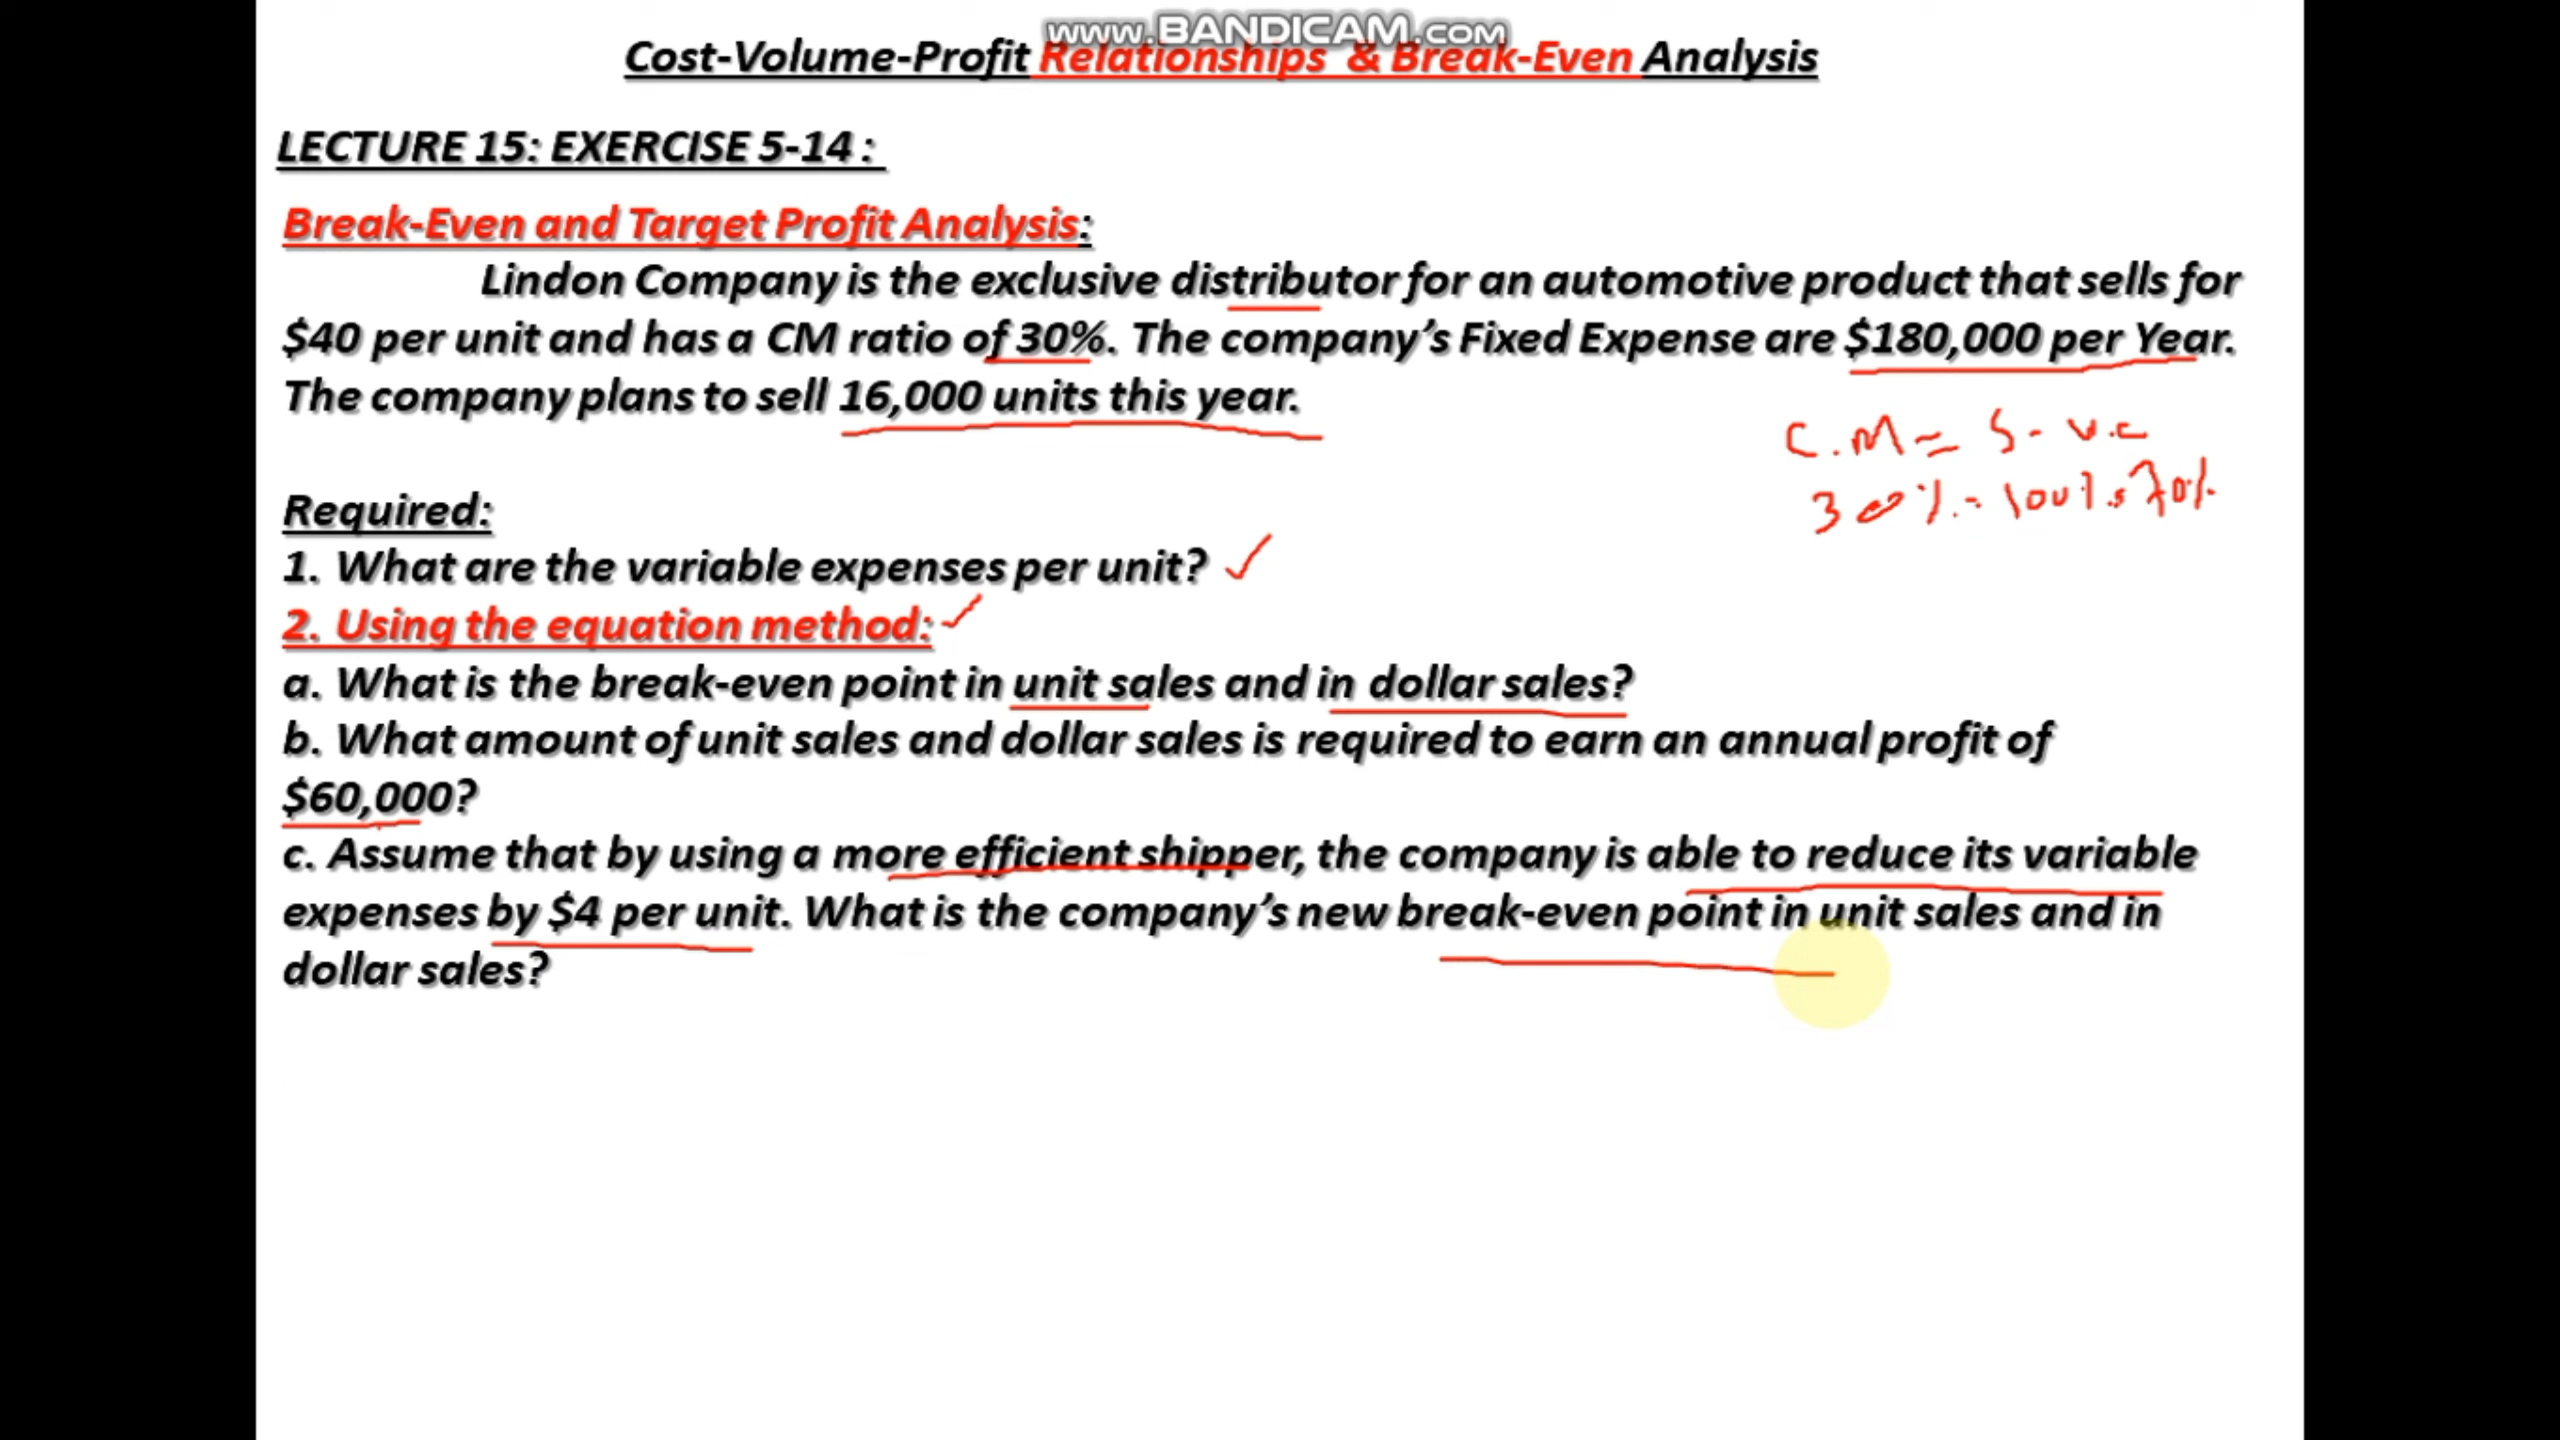 www.BANDICAM.com
Cost-Volume-Profit Relationships & Break-Even Analysis
LECTURE 15: EXERCISE 5-14 :
Break-Even and Target Profit Analysis:
Lindon Company is the exclusive distributor for an automotive product that sells for
$40 per unit and has a CM ratio of 30%. The company’s Fixed Expense are $180,000 per Year.
The company plans to sell 16,000 units this year.
C.M = S - v.c
30% = 100% - 70%
Required:
1. What are the variable expenses per unit? ✓
2. Using the equation method: ✓
a. What is the break-even point in unit sales and in dollar sales?
b. What amount of unit sales and dollar sales is required to earn an annual profit of
$60,000?
c. Assume that by using a more efficient shipper, the company is able to reduce its variable
expenses by $4 per unit. What is the company’s new break-even point in unit sales and in
dollar sales?